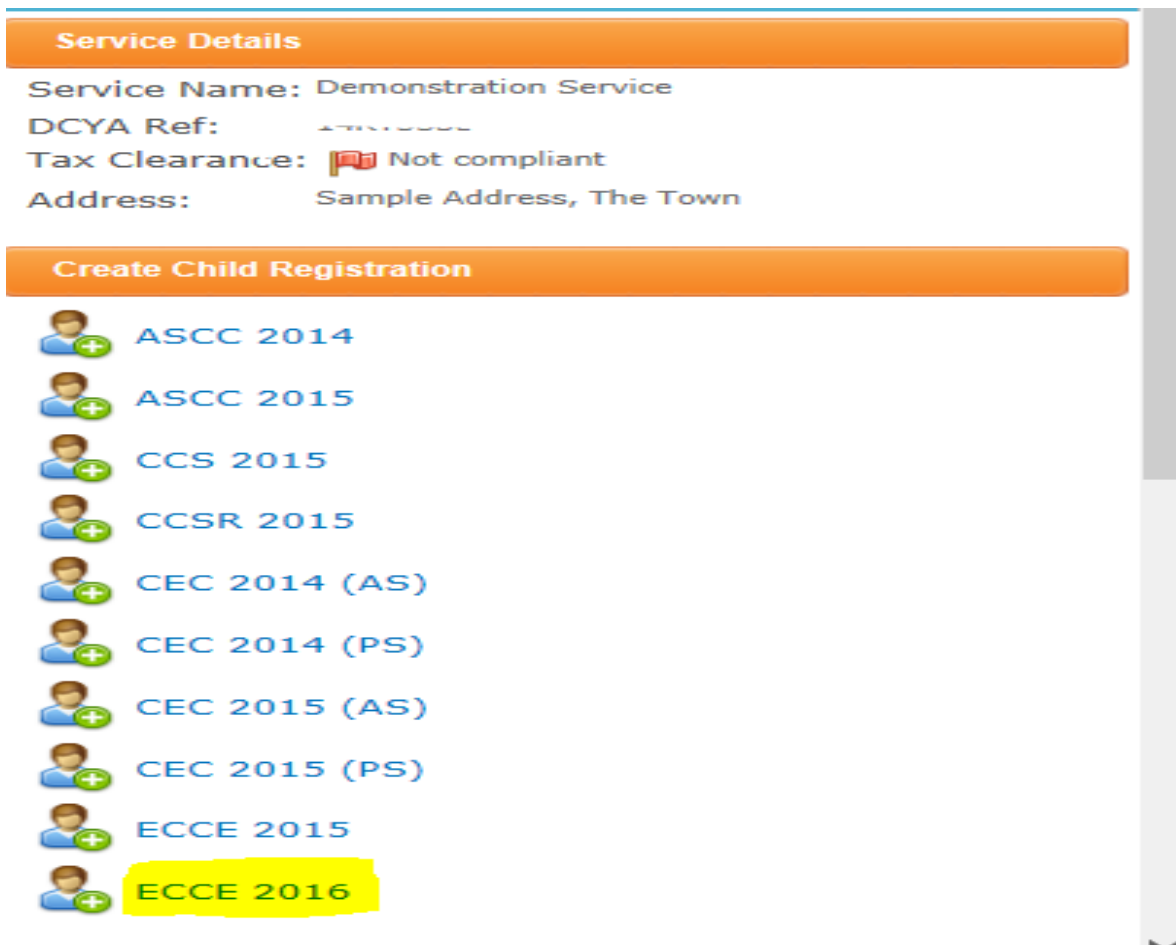 Service Details
Service Name: Demonstration Service
DCYA Ref:
Tax Clearance: Not compliant
Address: Sample Address, The Town
Create Child Registration
ASCC 2014
ASCC 2015
CCS 2015
CCSR 2015
CEC 2014 (AS)
CEC 2014 (PS)
CEC 2015 (AS)
CEC 2015 (PS)
ECCE 2015
ECCE 2016